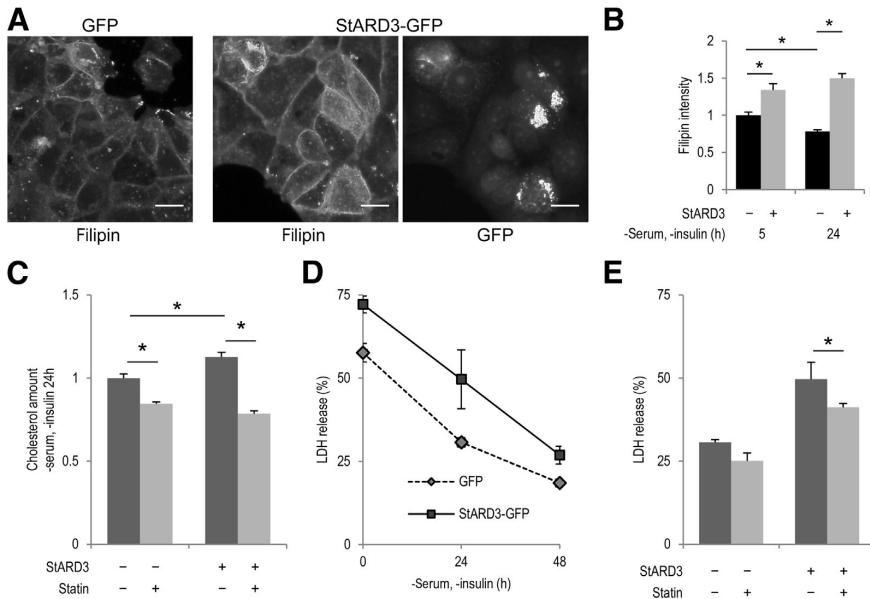 A
GFP
StARD3-GFP
Filipin
Filipin
GFP
B
Filipin intensity
2
1.5
1
0.5
0
*
*
*
StARD3
– + – +
-Serum, -insulin (h)
5 24
C
Cholesterol amount
-serum, -insulin 24h
1.5
1
0.5
0
*
*
*
StARD3
– – + +
Statin
– + – +
D
LDH release (%)
75
50
25
0
GFP
StARD3-GFP
0 24 48
-Serum, -insulin (h)
E
LDH release (%)
75
50
25
0
*
StARD3
– – + +
Statin
– + – +